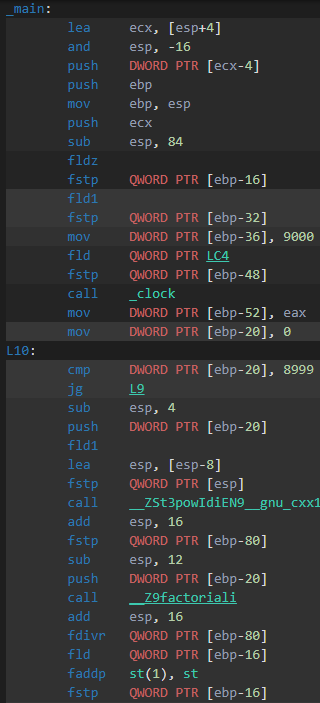 _main:
lea ecx, [esp+4]
and esp, -16
push DWORD PTR [ecx-4]
push ebp
mov ebp, esp
push ecx
sub esp, 84
fldz
fstp QWORD PTR [ebp-16]
fld1
fstp QWORD PTR [ebp-32]
mov DWORD PTR [ebp-36], 9000
fld QWORD PTR LC4
fstp QWORD PTR [ebp-48]
call _clock
mov DWORD PTR [ebp-52], eax
mov DWORD PTR [ebp-20], 0
L10:
cmp DWORD PTR [ebp-20], 8999
jg L9
sub esp, 4
push DWORD PTR [ebp-20]
fld1
lea esp, [esp-8]
fstp QWORD PTR [esp]
call __ZSt3powIdiEN9__gnu_cxx1
add esp, 16
fstp QWORD PTR [ebp-80]
sub esp, 12
push DWORD PTR [ebp-20]
call __Z9factoriali
add esp, 16
fdivr QWORD PTR [ebp-80]
fld QWORD PTR [ebp-16]
faddp st(1), st
fstp QWORD PTR [ebp-16]